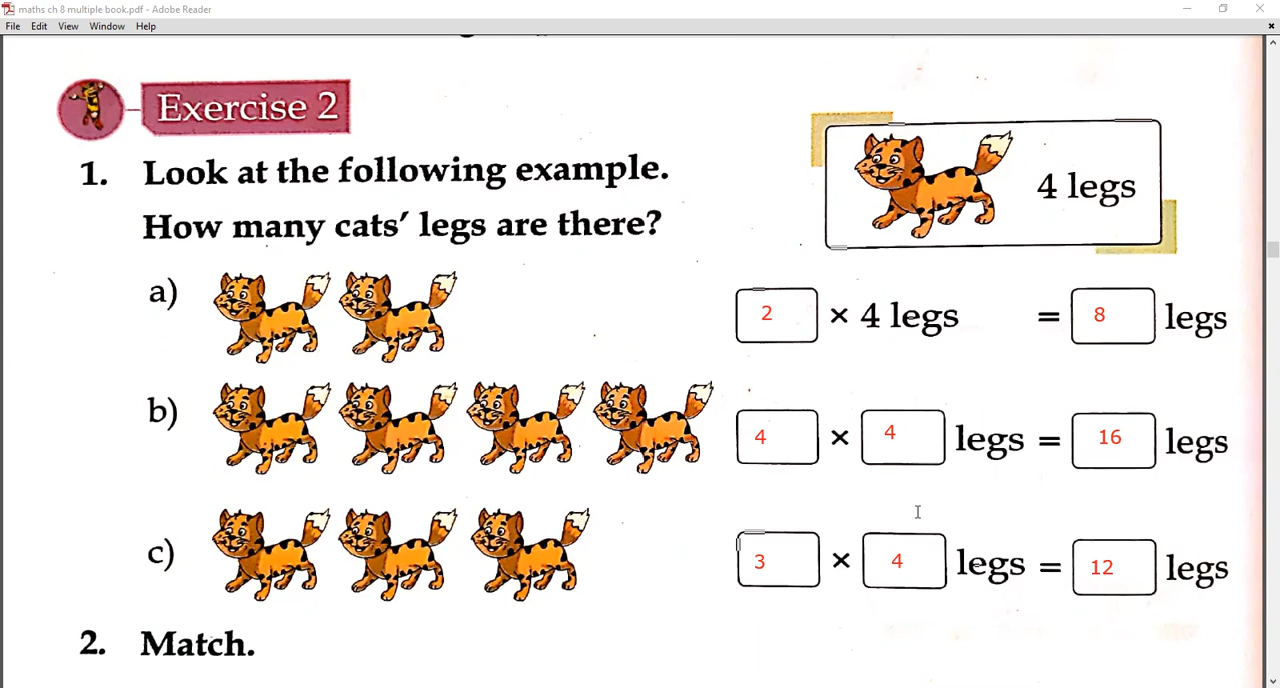 maths ch 8 multiple book.pdf - Adobe Reader
File Edit View Window Help
Exercise 2
1. Look at the following example.
How many cats' legs are there?
4 legs
a) 2 × 4 legs = 8 legs
b) 4 × 4 legs = 16 legs
c) 3 × 4 legs = 12 legs
2. Match.